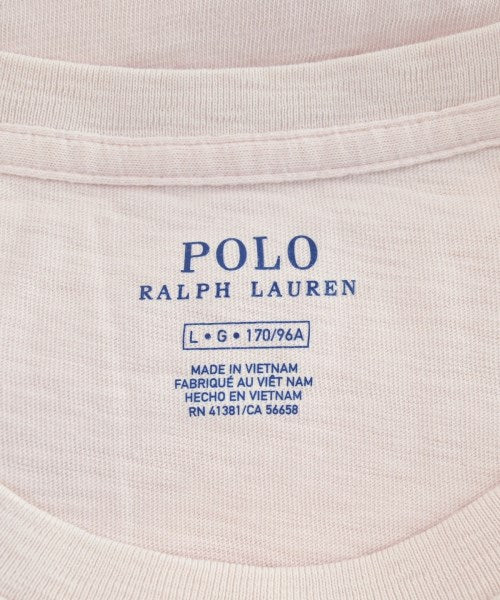 POLO
RALPH LAUREN
L • G • 170/96A
MADE IN VIETNAM
FABRIQUÉ AU VIÊT NAM
HECHO EN VIETNAM
RN 41381/CA 56658